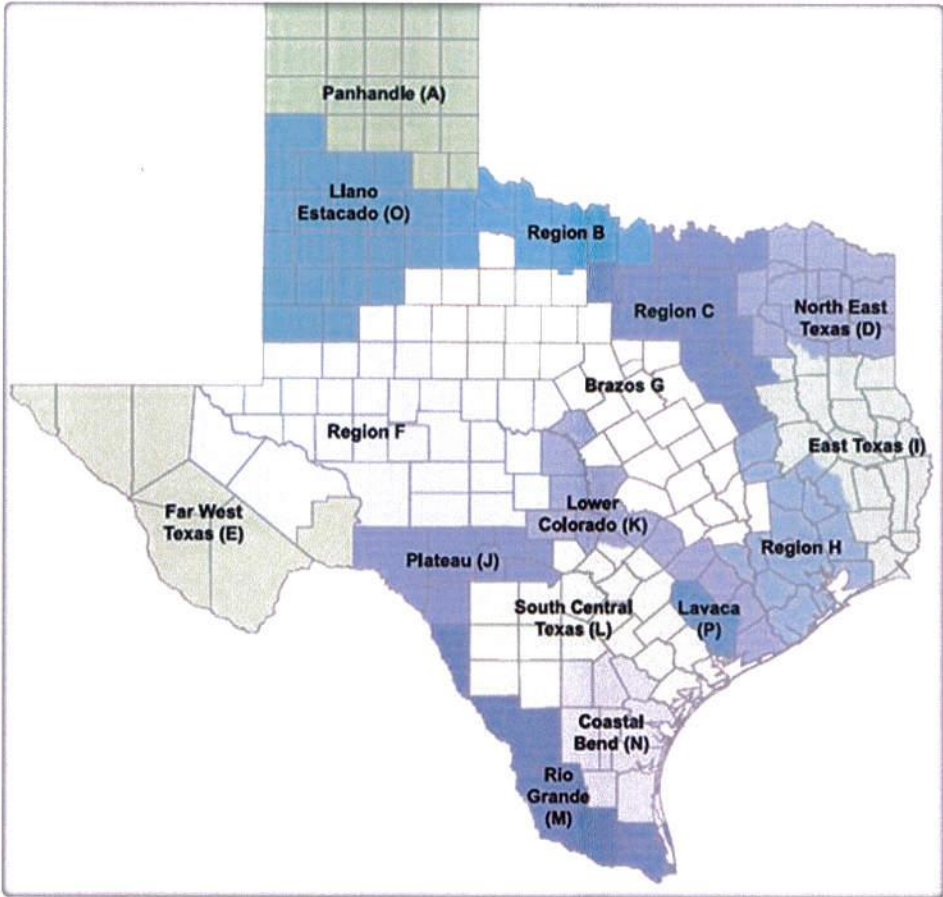 Panhandle (A)
Llano
Estacado (O)
Region B
Region C
North East
Texas (D)
Brazos G
Region F
East Texas (I)
Far West
Texas (E)
Lower
Colorado (K)
Region H
Plateau (J)
South Central
Texas (L)
Lavaca
(P)
Coastal
Bend (N)
Rio
Grande
(M)